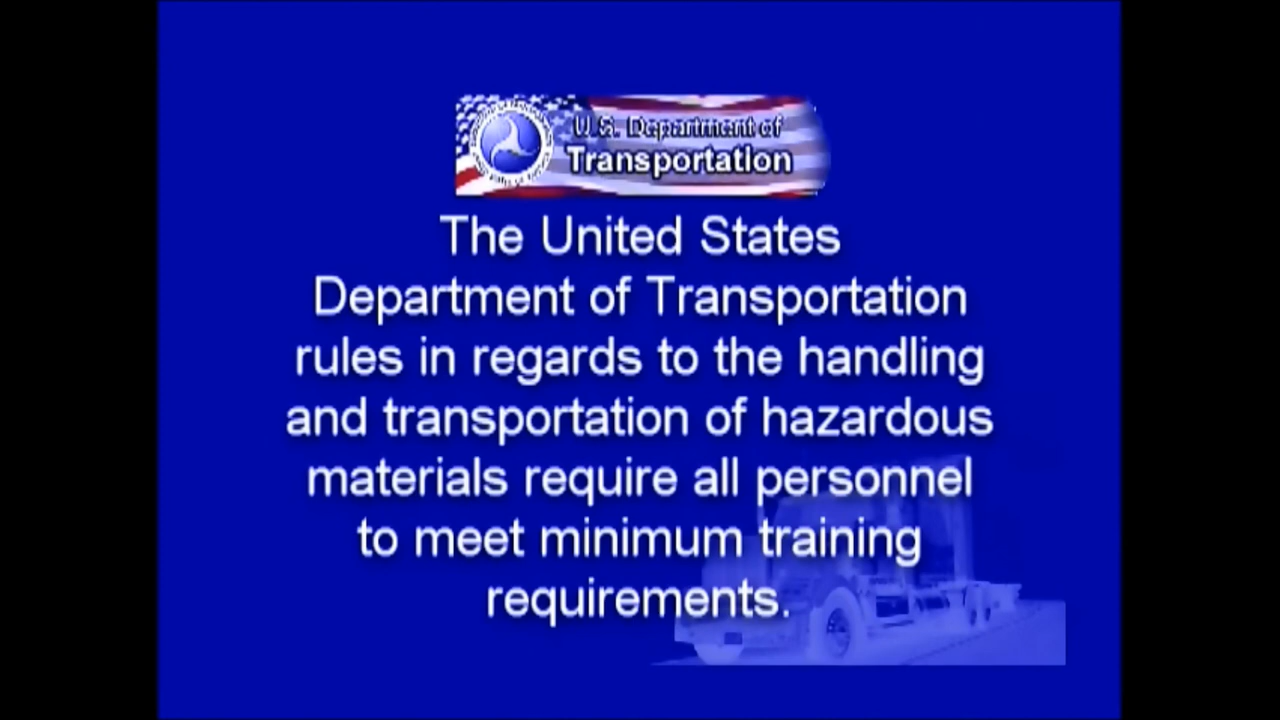 U.S. Department of
Transportation
The United States
Department of Transportation
rules in regards to the handling
and transportation of hazardous
materials require all personnel
to meet minimum training
requirements.